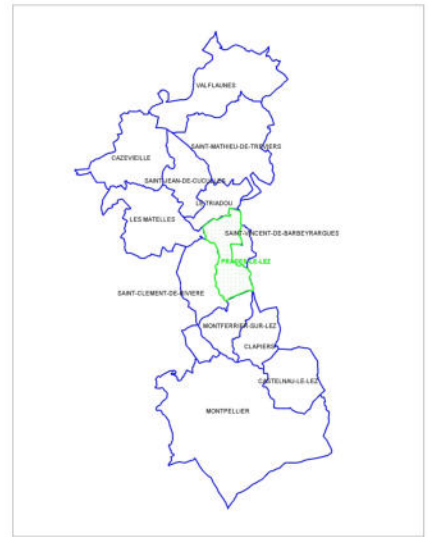 VALFLAUNES
SAINT-MATHIEU-DE-TREVIERS
CAZEVIEILLE
SAINT-JEAN-DE-CUCULLES
LE TRIADOU
LES MATELLES
SAINT-VINCENT-DE-BARBEYRARGUES
PRADES-LE-LEZ
SAINT-CLEMENT-DE-RIVIERE
MONTFERRIER-SUR-LEZ
CLAPIERS
CASTELNAU-LE-LEZ
MONTPELLIER